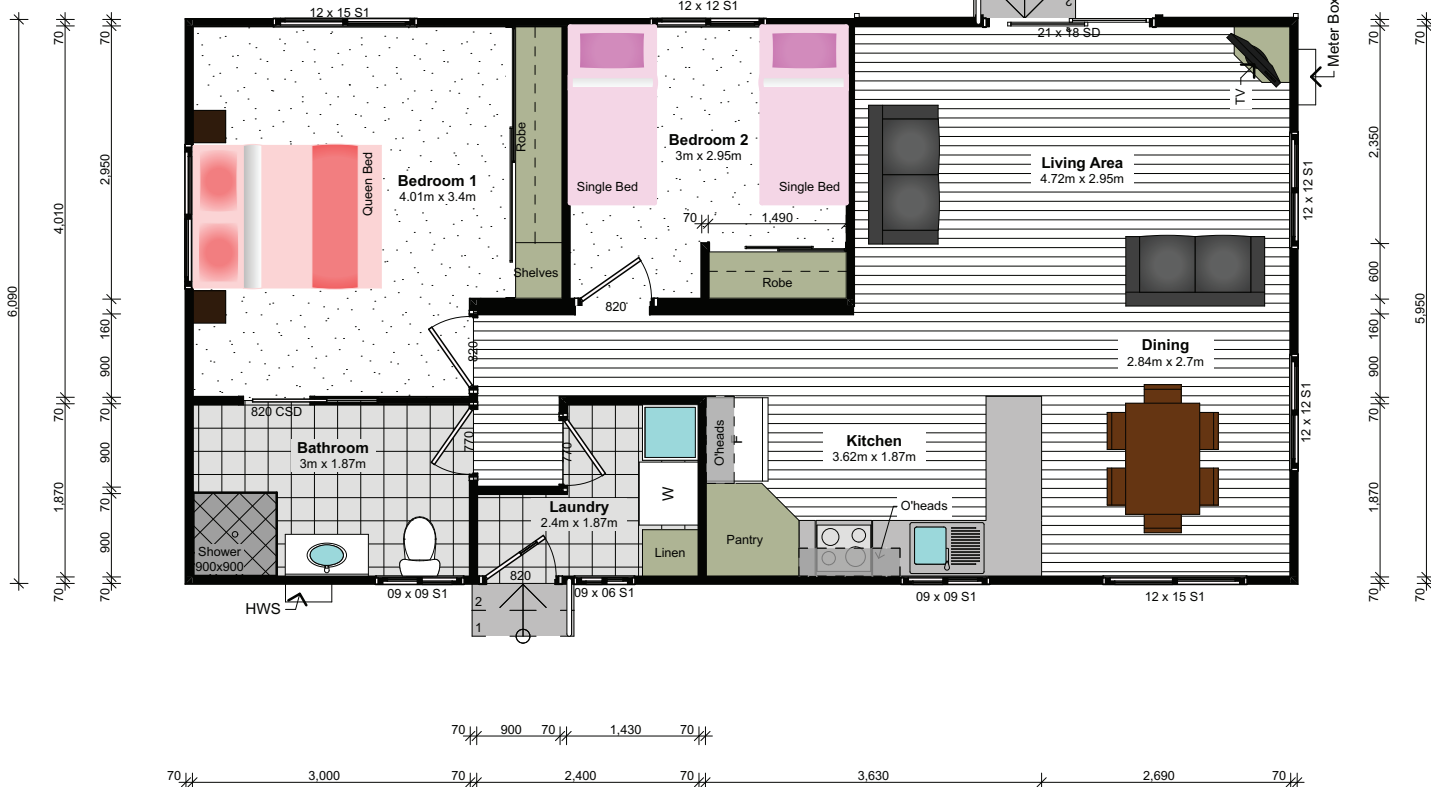 12 x 15 S1
12 x 12 S1
2
21 x 18 SD
Meter Box
TV
Robe
Shelves
Queen Bed
Bedroom 1
4.01m x 3.4m
Bedroom 2
3m x 2.95m
Single Bed
Single Bed
70
1,490
Robe
820
820
Living Area
4.72m x 2.95m
12 x 12 S1
Dining
2.84m x 2.7m
12 x 12 S1
820 CSD
Bathroom
3m x 1.87m
770
770
Shower
900x900
Laundry
2.4m x 1.87m
W
Linen
820
O'heads
F
Kitchen
3.62m x 1.87m
O'heads
Pantry
HWS
09 x 09 S1
2
1
09 x 06 S1
09 x 09 S1
12 x 15 S1
6,090
70
4,010
70
1,870
70
70
2,950
160
900
70
900
70
900
70
70
2,350
600
160
900
70
1,870
70
70
5,950
70
70
900
70
1,430
70
70
3,000
70
2,400
70
3,630
2,690
70